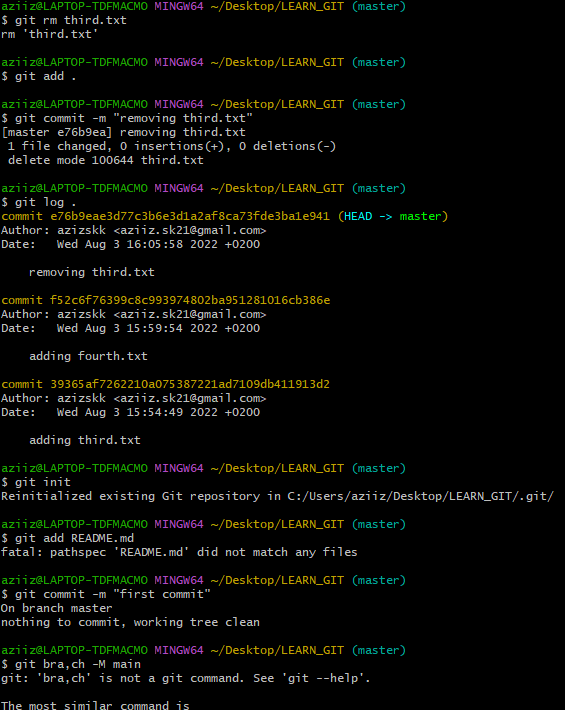 aziiz@LAPTOP-TDFMACMO MINGW64 ~/Desktop/LEARN_GIT (master)
$ git rm third.txt
rm 'third.txt'
aziiz@LAPTOP-TDFMACMO MINGW64 ~/Desktop/LEARN_GIT (master)
$ git add .
aziiz@LAPTOP-TDFMACMO MINGW64 ~/Desktop/LEARN_GIT (master)
$ git commit -m "removing third.txt"
[master e76b9ea] removing third.txt
 1 file changed, 0 insertions(+), 0 deletions(-)
 delete mode 100644 third.txt
aziiz@LAPTOP-TDFMACMO MINGW64 ~/Desktop/LEARN_GIT (master)
$ git log .
commit e76b9eae3d77c3b6e3d1a2af8ca73fde3ba1e941 (HEAD -> master)
Author: azizskk <aziiz.sk21@gmail.com>
Date:   Wed Aug 3 16:05:58 2022 +0200
    removing third.txt
commit f52c6f76399c8c993974802ba951281016cb386e
Author: azizskk <aziiz.sk21@gmail.com>
Date:   Wed Aug 3 15:59:54 2022 +0200
    adding fourth.txt
commit 39365af7262210a075387221ad7109db411913d2
Author: azizskk <aziiz.sk21@gmail.com>
Date:   Wed Aug 3 15:54:49 2022 +0200
    adding third.txt
aziiz@LAPTOP-TDFMACMO MINGW64 ~/Desktop/LEARN_GIT (master)
$ git init
Reinitialized existing Git repository in C:/Users/aziiz/Desktop/LEARN_GIT/.git/
aziiz@LAPTOP-TDFMACMO MINGW64 ~/Desktop/LEARN_GIT (master)
$ git add README.md
fatal: pathspec 'README.md' did not match any files
aziiz@LAPTOP-TDFMACMO MINGW64 ~/Desktop/LEARN_GIT (master)
$ git commit -m "first commit"
On branch master
nothing to commit, working tree clean
aziiz@LAPTOP-TDFMACMO MINGW64 ~/Desktop/LEARN_GIT (master)
$ git bra,ch -M main
git: 'bra,ch' is not a git command. See 'git --help'.
The most similar command is